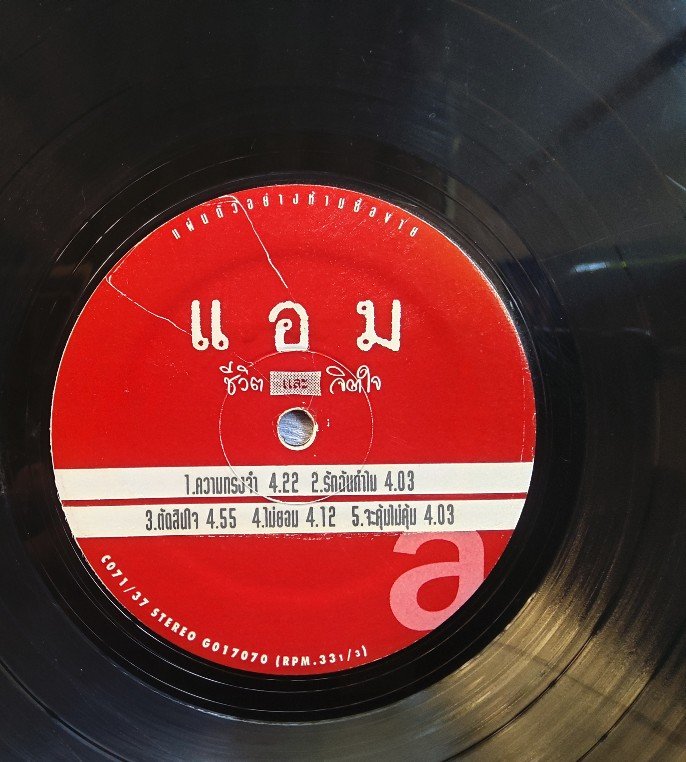 แผ่นตัวอย่างห้ามซื้อขาย
แอม
ชีวิต และ จิตใจ
1.ความทรงจำ 4.22 2.รักฉันทำไม 4.03
3.ตัดสินใจ 4.55 4.ไม่ยอม 4.12 5.จะคุ้มไม่คุ้ม 4.03
a
C071/37 STEREO G017070 (RPM.33 1/3)